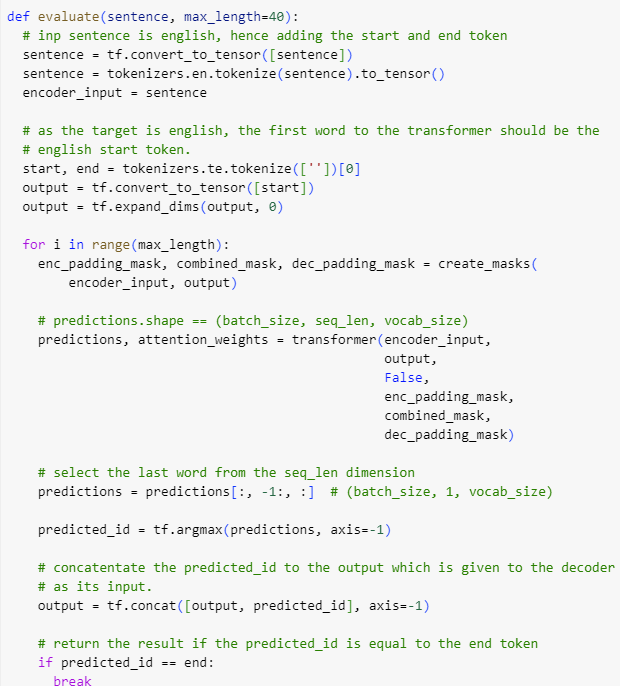 def evaluate(sentence, max_length=40):
  # inp sentence is english, hence adding the start and end token
  sentence = tf.convert_to_tensor([sentence])
  sentence = tokenizers.en.tokenize(sentence).to_tensor()
  encoder_input = sentence

  # as the target is english, the first word to the transformer should be the
  # english start token.
  start, end = tokenizers.te.tokenize([''])[0]
  output = tf.convert_to_tensor([start])
  output = tf.expand_dims(output, 0)

  for i in range(max_length):
    enc_padding_mask, combined_mask, dec_padding_mask = create_masks(
        encoder_input, output)

    # predictions.shape == (batch_size, seq_len, vocab_size)
    predictions, attention_weights = transformer(encoder_input,
                                                 output,
                                                 False,
                                                 enc_padding_mask,
                                                 combined_mask,
                                                 dec_padding_mask)

    # select the last word from the seq_len dimension
    predictions = predictions[:, -1:, :]  # (batch_size, 1, vocab_size)

    predicted_id = tf.argmax(predictions, axis=-1)

    # concatentate the predicted_id to the output which is given to the decoder
    # as its input.
    output = tf.concat([output, predicted_id], axis=-1)

    # return the result if the predicted_id is equal to the end token
    if predicted_id == end:
      break